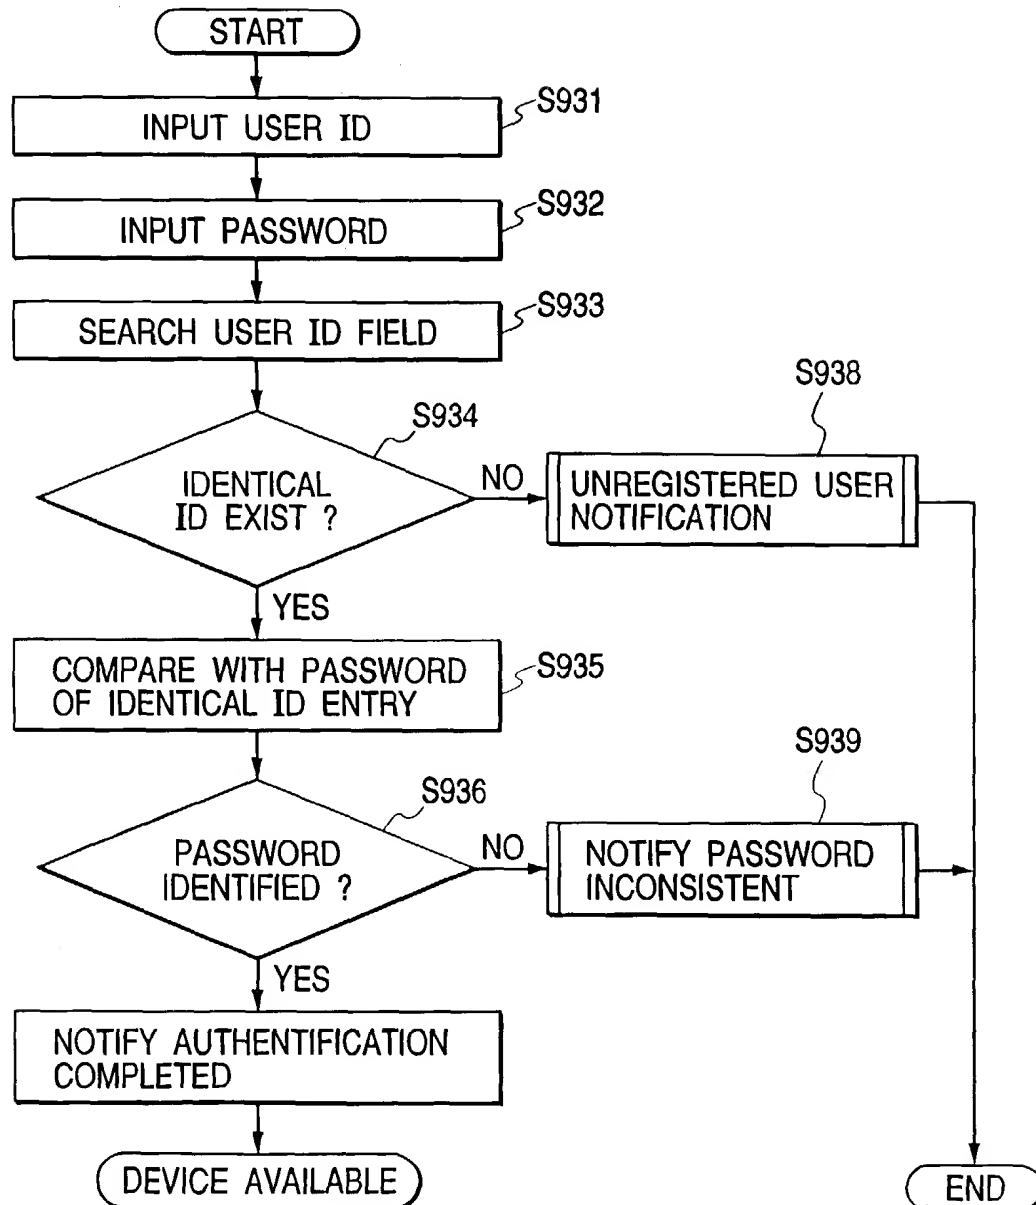 START
S931
INPUT USER ID
S932
INPUT PASSWORD
S933
SEARCH USER ID FIELD
S934
IDENTICAL
ID EXIST ?
NO
S938
UNREGISTERED USER
NOTIFICATION
YES
S935
COMPARE WITH PASSWORD
OF IDENTICAL ID ENTRY
S936
PASSWORD
IDENTIFIED ?
NO
S939
NOTIFY PASSWORD
INCONSISTENT
YES
NOTIFY AUTHENTIFICATION
COMPLETED
DEVICE AVAILABLE
END